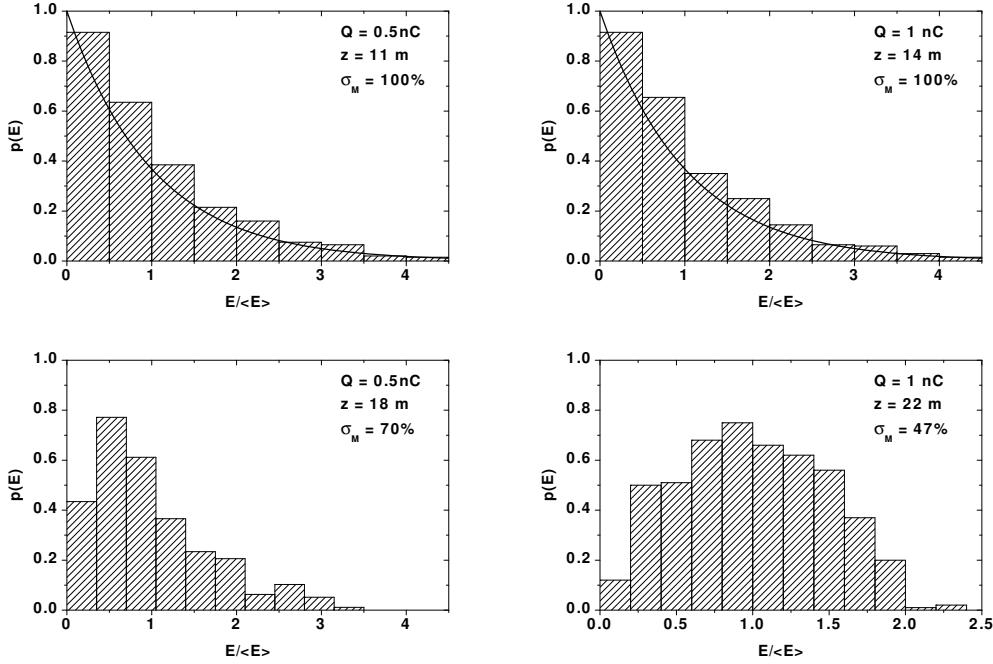 1.0
0.8
0.6
0.4
0.2
0.0
p(E)
0
1
2
3
4
E/<E>
Q = 0.5nC
z = 11 m
σM = 100%
1.0
0.8
0.6
0.4
0.2
0.0
p(E)
0
1
2
3
4
E/<E>
Q = 1 nC
z = 14 m
σM = 100%
1.0
0.8
0.6
0.4
0.2
0.0
p(E)
0
1
2
3
4
E/<E>
Q = 0.5nC
z = 18 m
σM = 70%
1.0
0.8
0.6
0.4
0.2
0.0
p(E)
0.0
0.5
1.0
1.5
2.0
2.5
E/<E>
Q = 1 nC
z = 22 m
σM = 47%